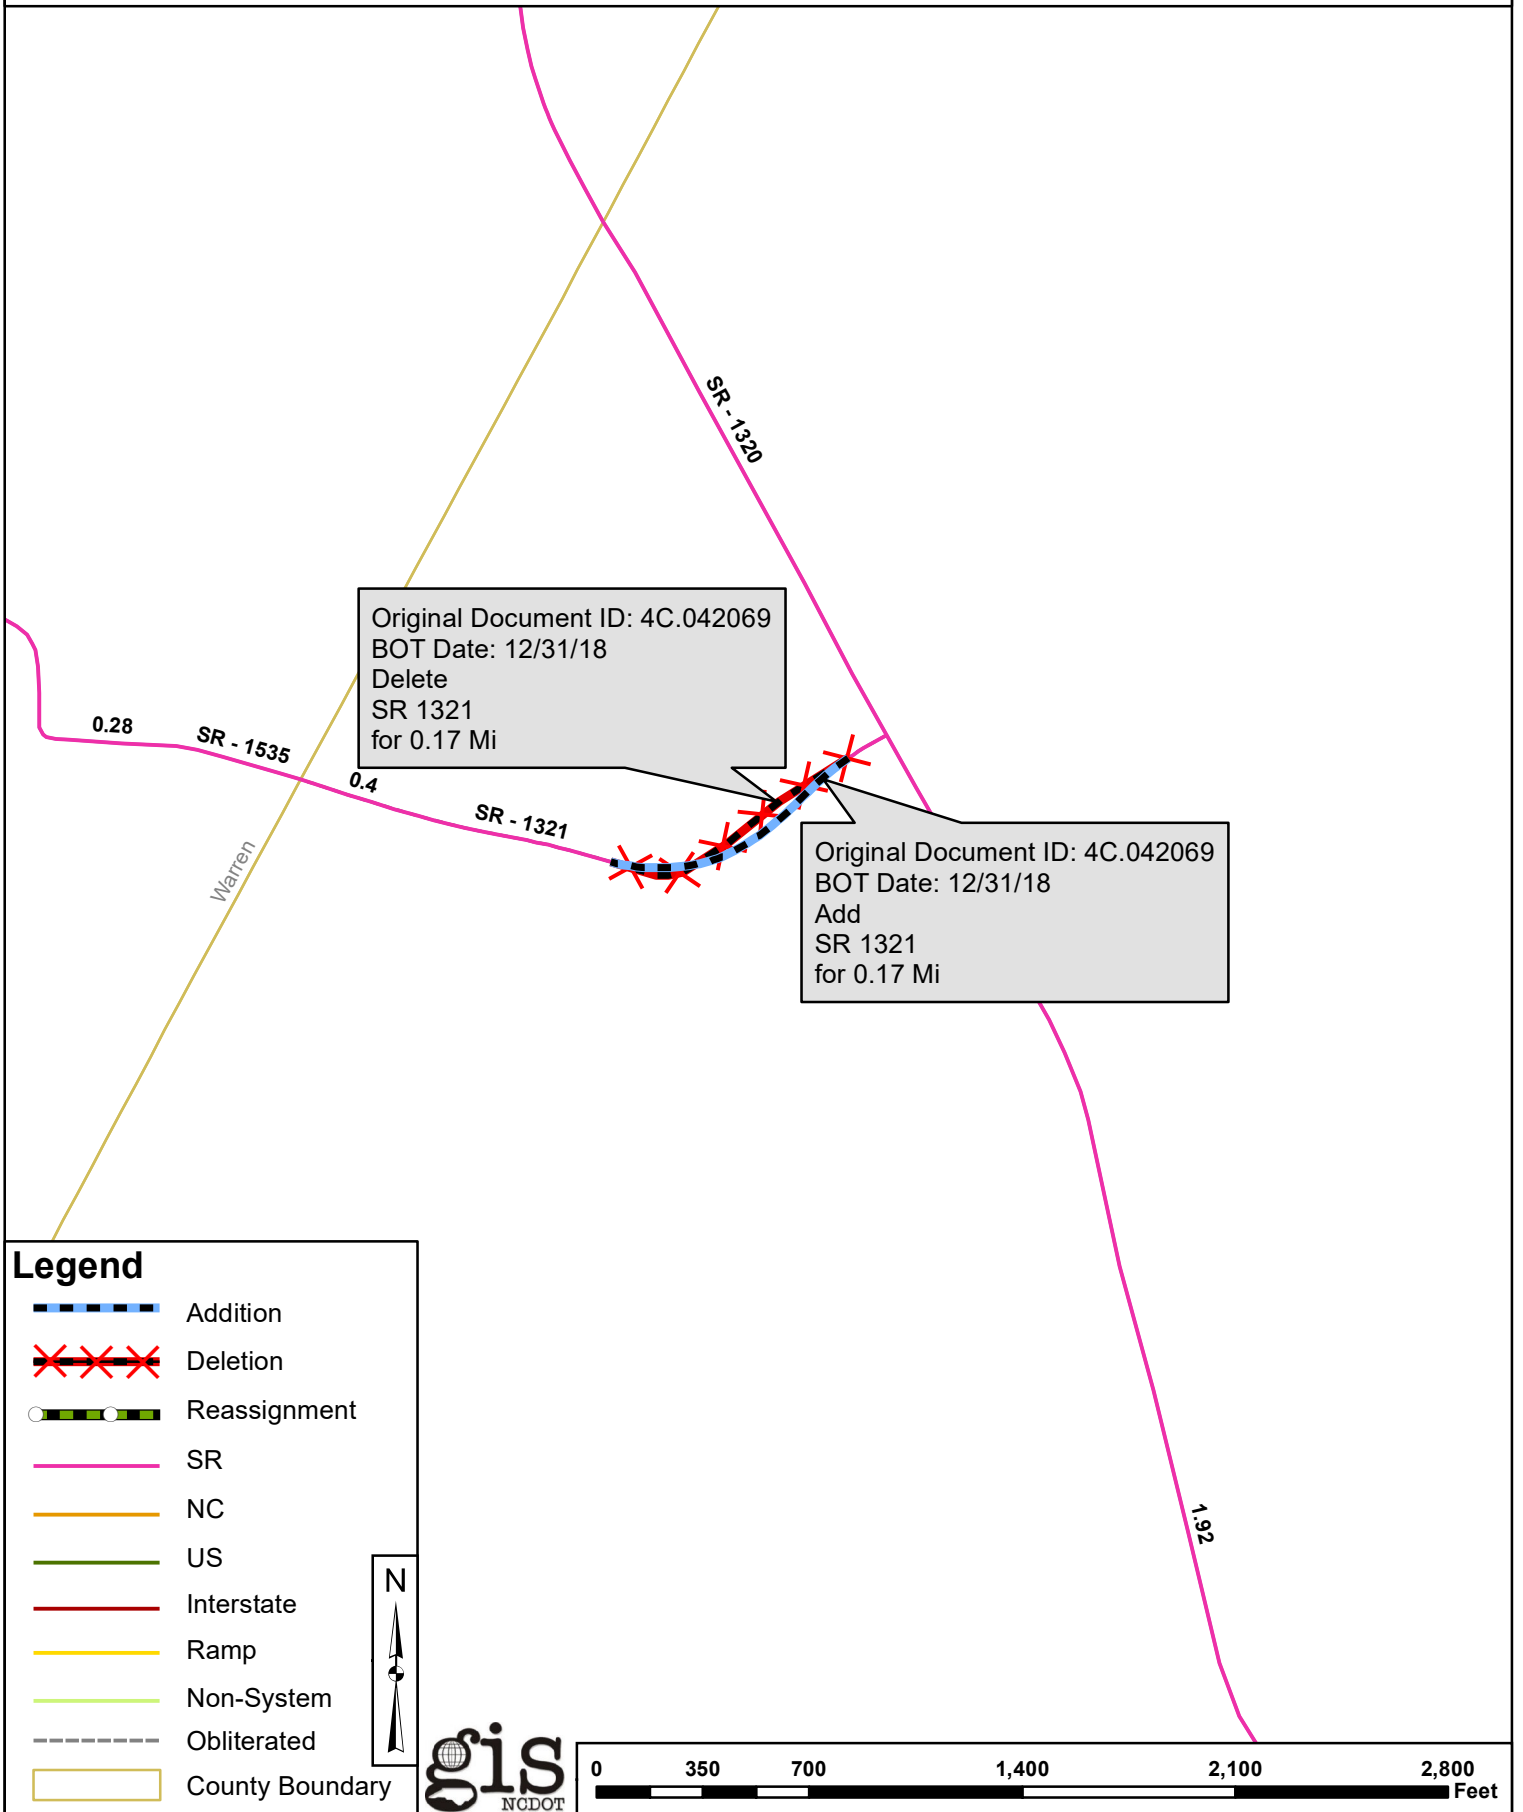 SR - 1320
Original Document ID: 4C.042069
BOT Date: 12/31/18
Delete
SR 1321
for 0.17 Mi
0.28
SR - 1535
0.4
SR - 1321
Warren
Original Document ID: 4C.042069
BOT Date: 12/31/18
Add
SR 1321
for 0.17 Mi
1.92
Legend
Addition
Deletion
Reassignment
SR
NC
US
Interstate
Ramp
Non-System
Obliterated
County Boundary
N
gis
NCDOT
0 350 700 1,400 2,100 2,800
Feet